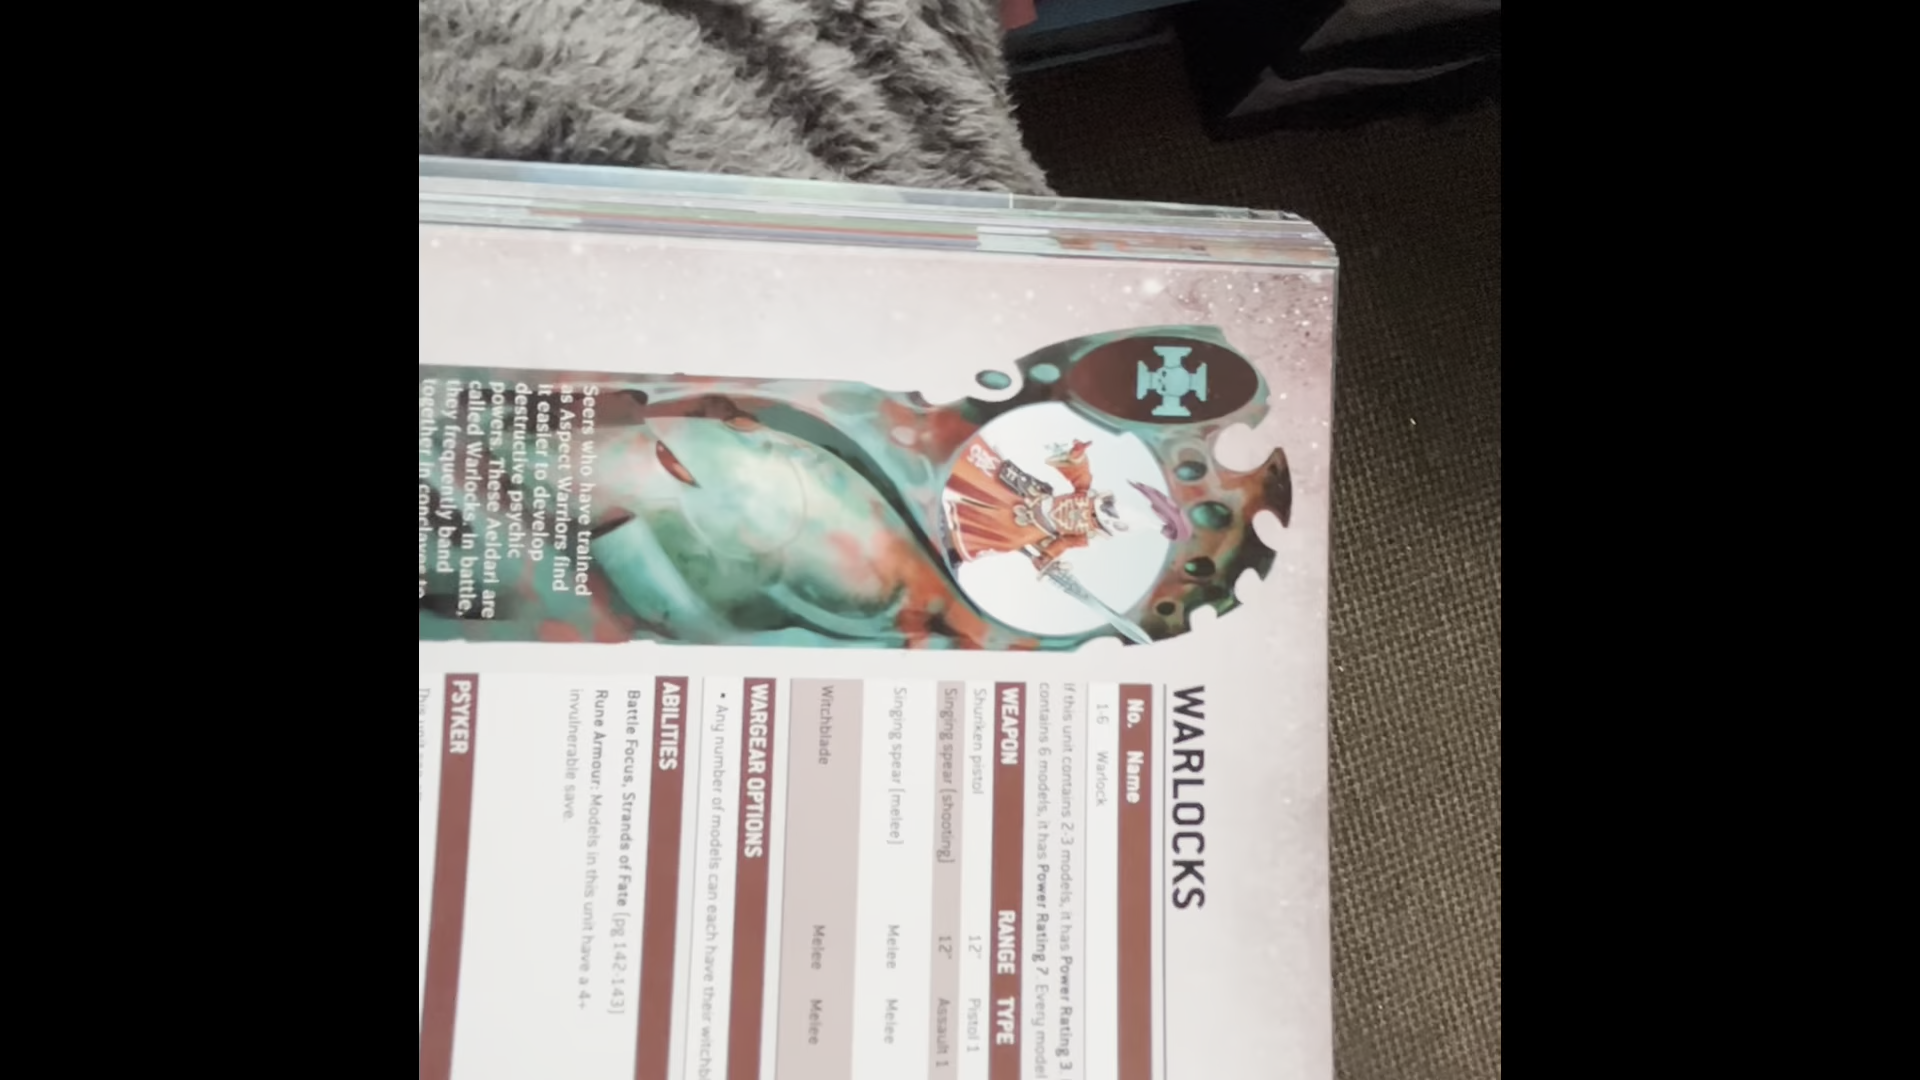 WARLOCKS
No. Name
1-6 Warlock
If this unit contains 2-3 models, it has Power Rating 3.
contains 6 models, it has Power Rating 7. Every model
WEAPON RANGE TYPE
Shuriken pistol 12" Pistol 1
Singing spear (shooting) 12" Assault 1
Singing spear (melee) Melee Melee
Witchblade Melee Melee
WARGEAR OPTIONS
• Any number of models can each have their witchbl
ABILITIES
Battle Focus, Strands of Fate (pg 142-143)
Rune Armour: Models in this unit have a 4+
invulnerable save.
PSYKER
Seers who have trained
as Aspect Warriors find
it easier to develop
destructive psychic
powers. These Aeldari are
called Warlocks. In battle,
they frequently band
together in conclaves to